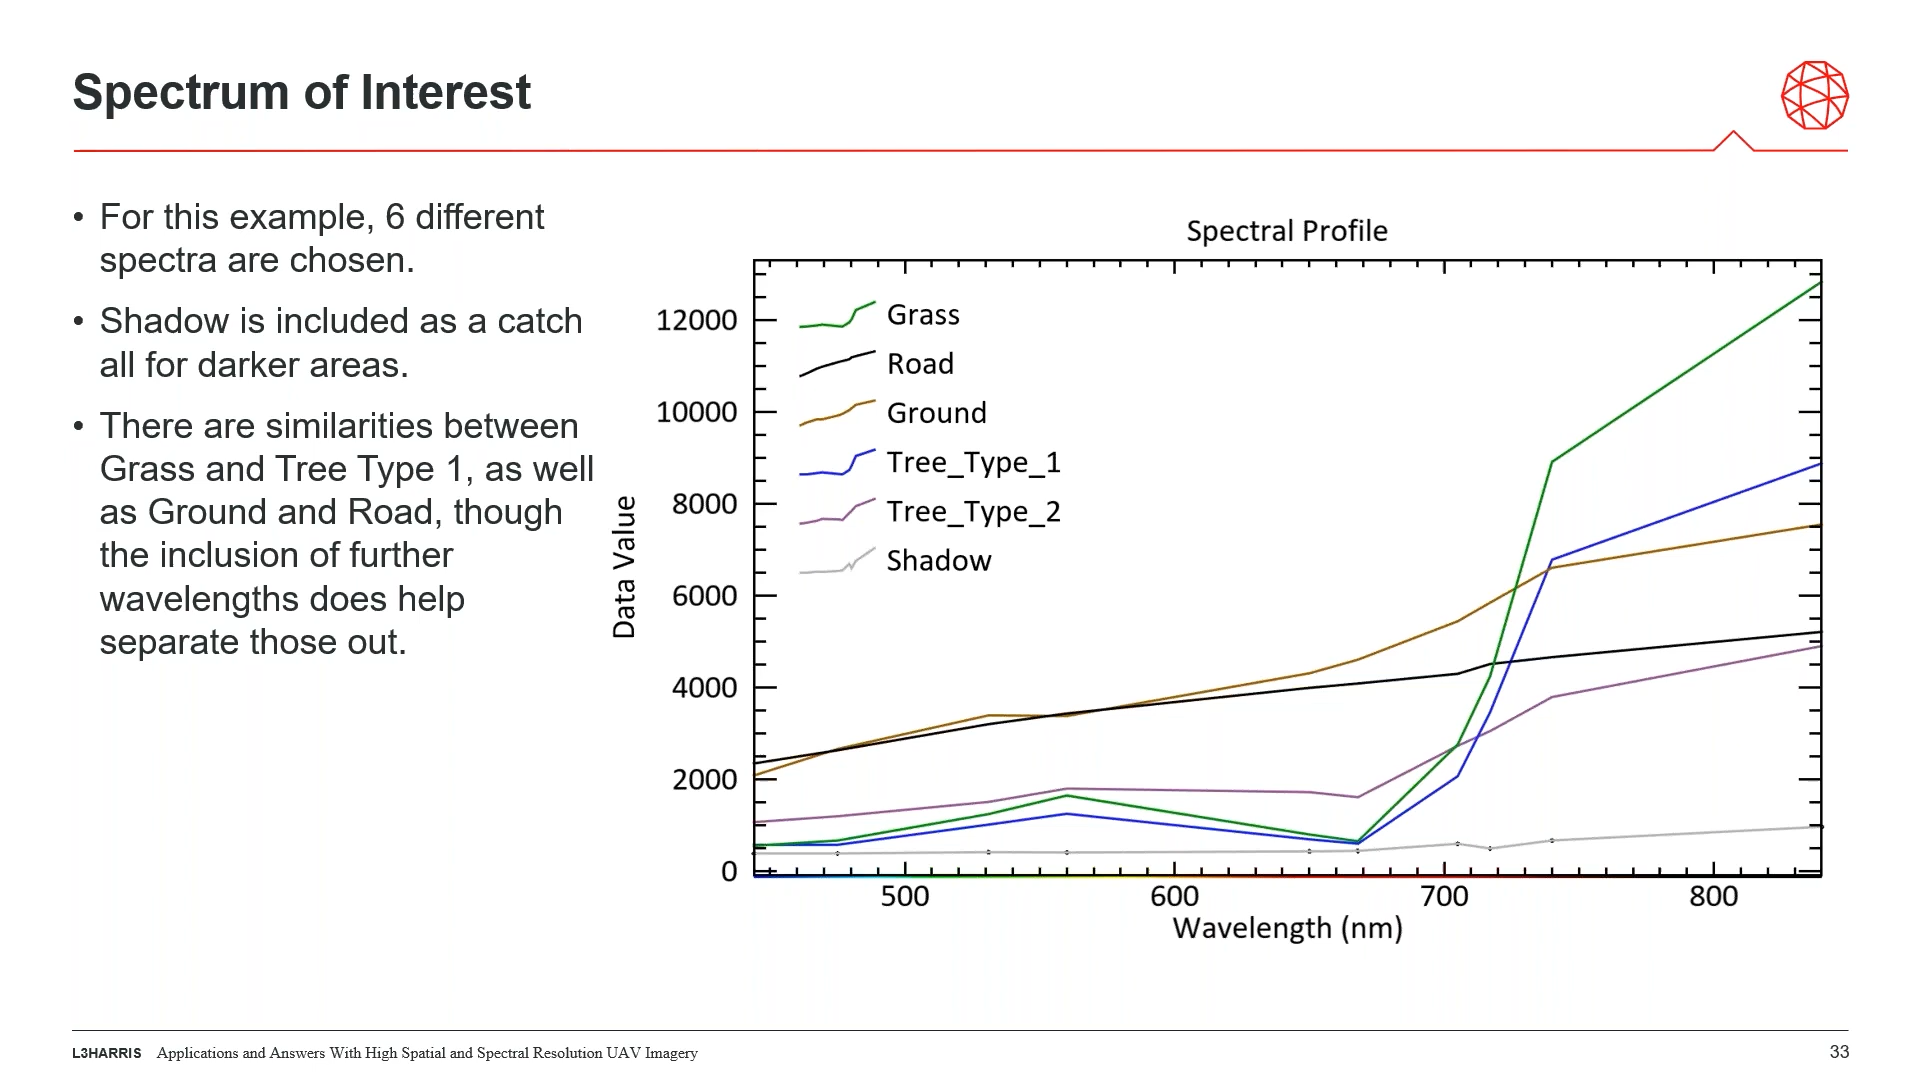 Spectrum of Interest
• For this example, 6 different
spectra are chosen.
• Shadow is included as a catch
all for darker areas.
• There are similarities between
Grass and Tree Type 1, as well
as Ground and Road, though
the inclusion of further
wavelengths does help
separate those out.
Spectral Profile
Grass
Road
Ground
Tree_Type_1
Tree_Type_2
Shadow
Data Value
12000
10000
8000
6000
4000
2000
0
500 600 700 800
Wavelength (nm)
L3HARRIS Applications and Answers With High Spatial and Spectral Resolution UAV Imagery
33